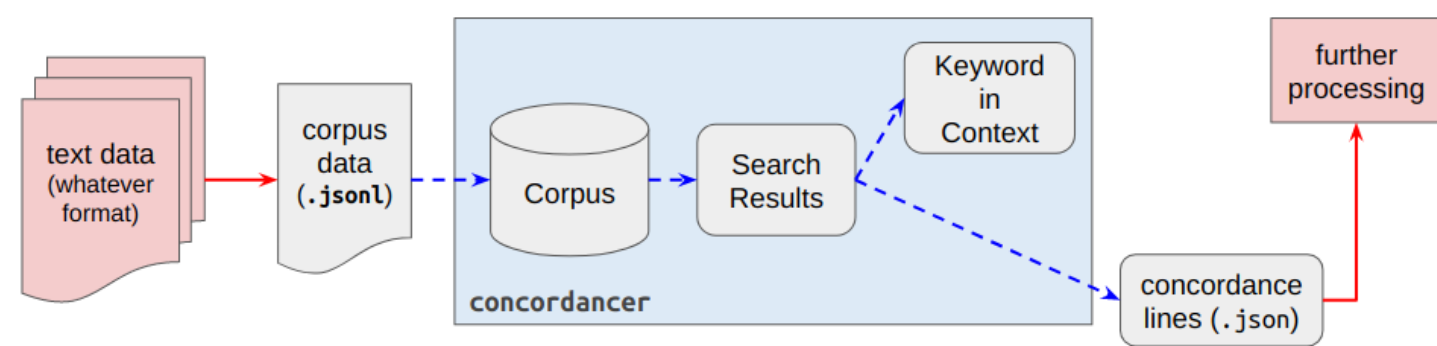 text data
(whatever
format)
corpus
data
(.jsonl)
Corpus
Search
Results
Keyword
in
Context
concordancer
concordance
lines (.json)
further
processing